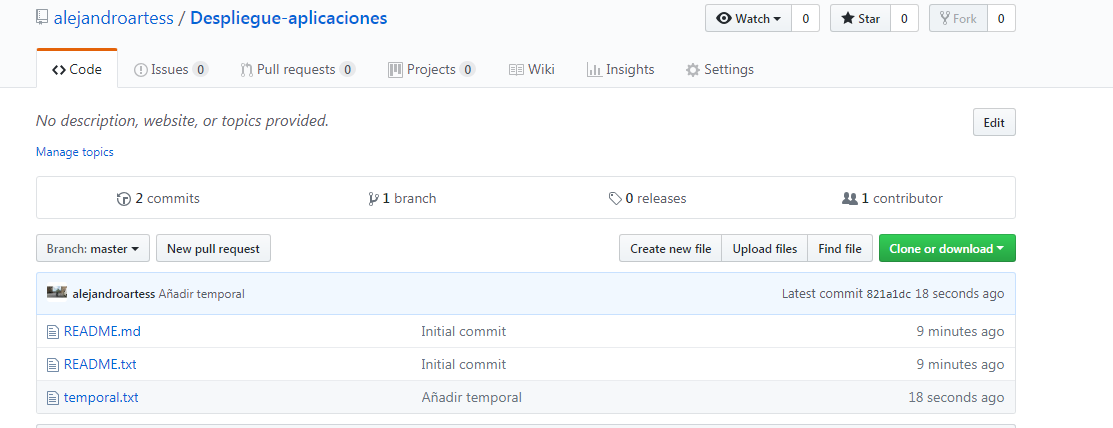 alejandroartess / Despliegue-aplicaciones
Watch 0 Star 0 Fork 0
Code Issues 0 Pull requests 0 Projects 0 Wiki Insights Settings
No description, website, or topics provided.
Edit
Manage topics
2 commits 1 branch 0 releases 1 contributor
Branch: master New pull request Create new file Upload files Find file Clone or download
alejandroartess Añadir temporal Latest commit 821a1dc 18 seconds ago
README.md Initial commit 9 minutes ago
README.txt Initial commit 9 minutes ago
temporal.txt Añadir temporal 18 seconds ago